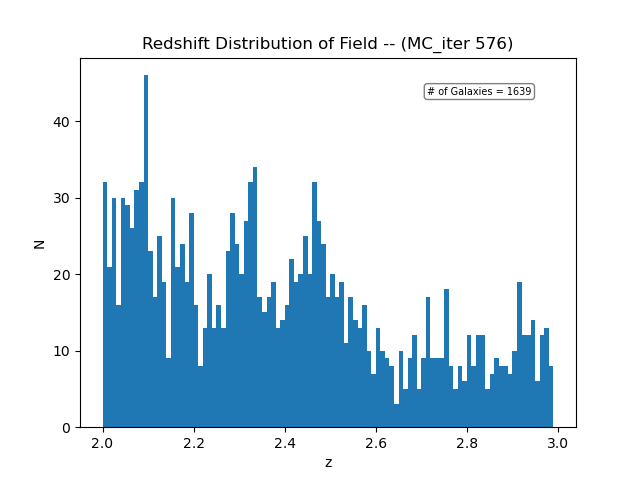 Redshift Distribution of Field -- (MC_iter 576)
# of Galaxies = 1639
40
30
20
10
0
N
2.0 2.2 2.4 2.6 2.8 3.0
z